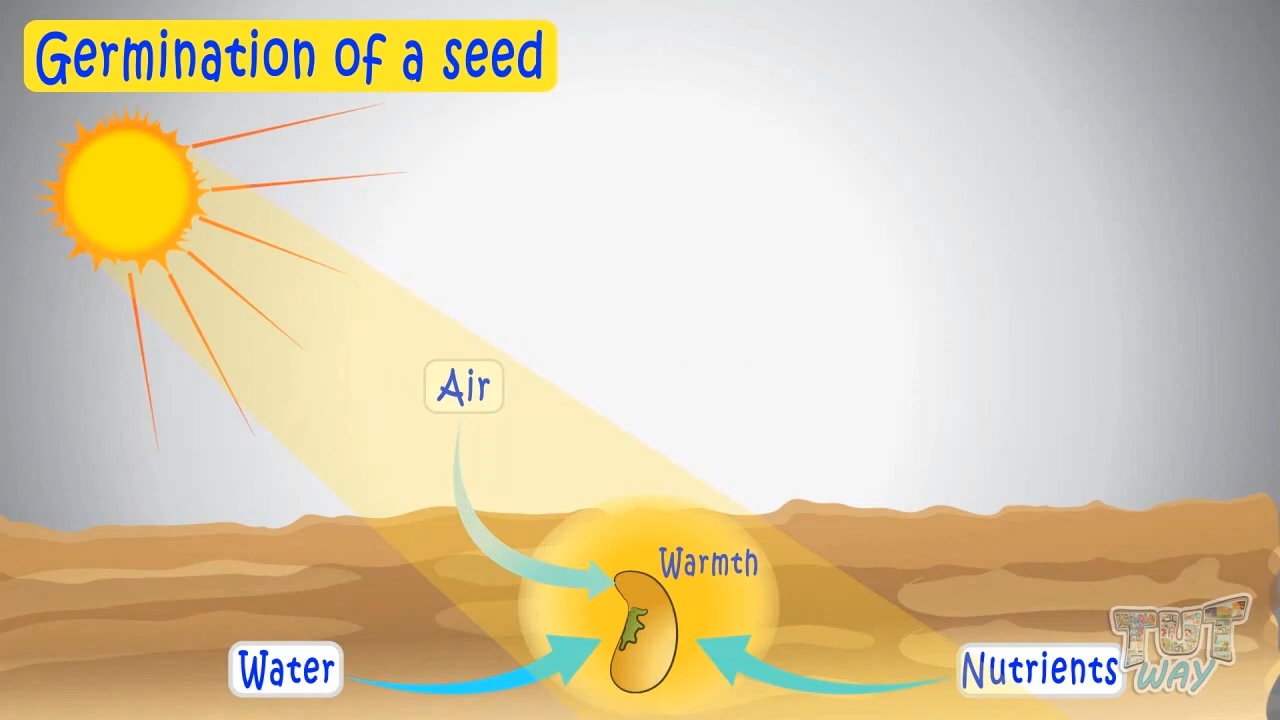 Germination of a seed
Air
Warmth
Water
Nutrients
TUT
WAY